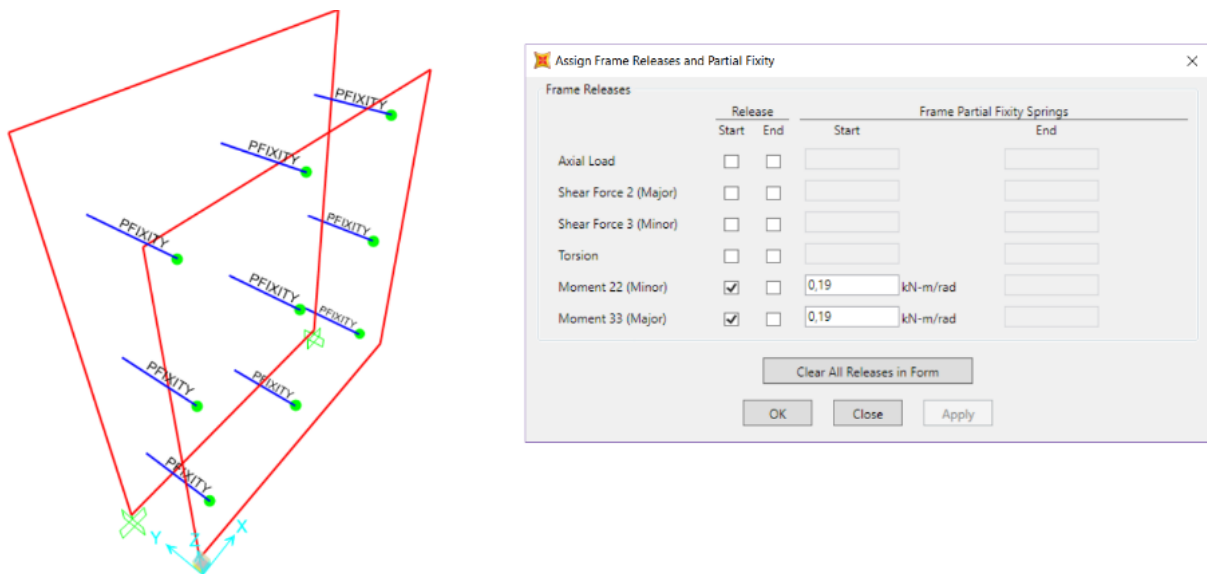 PFIXITY
PFIXITY
PFIXITY
PFIXITY
PFIXITY
PFIXITY
PFIXITY
PFIXITY
PFIXITY
Y
Z
X
Assign Frame Releases and Partial Fixity
Frame Releases
Release Frame Partial Fixity Springs
Start End Start End
Axial Load
Shear Force 2 (Major)
Shear Force 3 (Minor)
Torsion
Moment 22 (Minor) 0,19 kN-m/rad
Moment 33 (Major) 0,19 kN-m/rad
Clear All Releases in Form
OK Close Apply